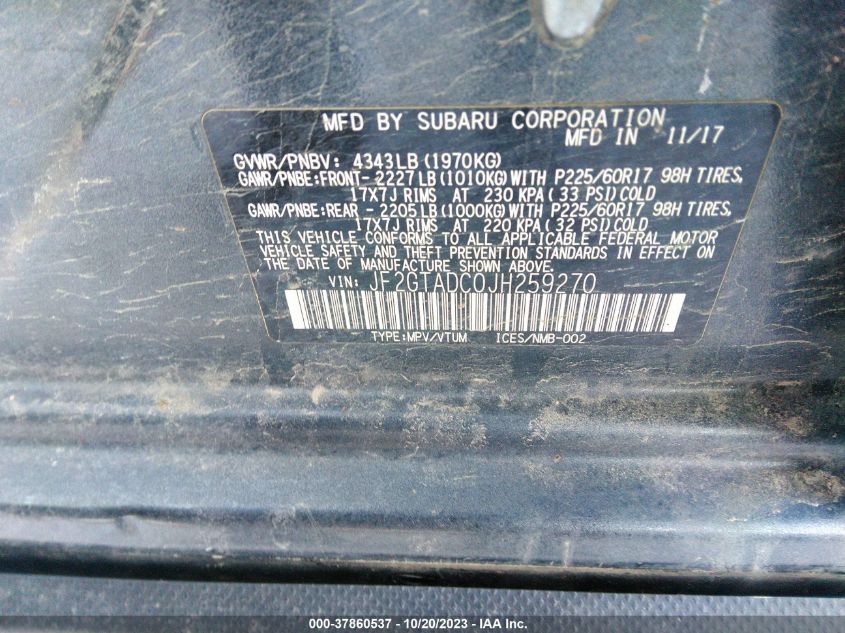 MFD BY SUBARU CORPORATION
MFD IN 11/17
GVWR/PNBV: 4343LB (1970KG)
GAWR/PNBE:FRONT- 2227 LB (1010KG) WITH P225/60R17 98H TIRES,
17X7J RIMS AT 230 KPA (33 PSI) COLD
GAWR/PNBE:REAR - 2205 LB (1000KG) WITH P225/60R17 98H TIRES,
17X7J RIMS AT 220 KPA (32 PSI) COLD
THIS VEHICLE CONFORMS TO ALL APPLICABLE FEDERAL MOTOR
VEHICLE SAFETY AND THEFT PREVENTION STANDARDS IN EFFECT ON
THE DATE OF MANUFACTURE SHOWN ABOVE.
VIN: JF2GTADC0JH259270
TYPE:MPV/VTUM ICES/NMB-002
000-37860537 - 10/20/2023 - IAA Inc.